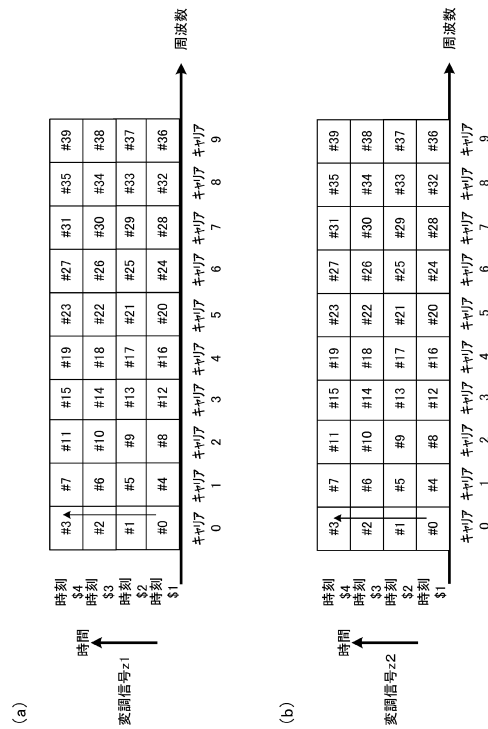 (a)
時間
時刻 $4 #3 #7 #11 #15 #19 #23 #27 #31 #35 #39
時刻 $3 #2 #6 #10 #14 #18 #22 #26 #30 #34 #38
時刻 $2 #1 #5 #9 #13 #17 #21 #25 #29 #33 #37
時刻 $1 #0 #4 #8 #12 #16 #20 #24 #28 #32 #36
変調信号z1
周波数
キャリア 0 キャリア 1 キャリア 2 キャリア 3 キャリア 4 キャリア 5 キャリア 6 キャリア 7 キャリア 8 キャリア 9
(b)
時間
時刻 $4 #3 #7 #11 #15 #19 #23 #27 #31 #35 #39
時刻 $3 #2 #6 #10 #14 #18 #22 #26 #30 #34 #38
時刻 $2 #1 #5 #9 #13 #17 #21 #25 #29 #33 #37
時刻 $1 #0 #4 #8 #12 #16 #20 #24 #28 #32 #36
変調信号z2
周波数
キャリア 0 キャリア 1 キャリア 2 キャリア 3 キャリア 4 キャリア 5 キャリア 6 キャリア 7 キャリア 8 キャリア 9